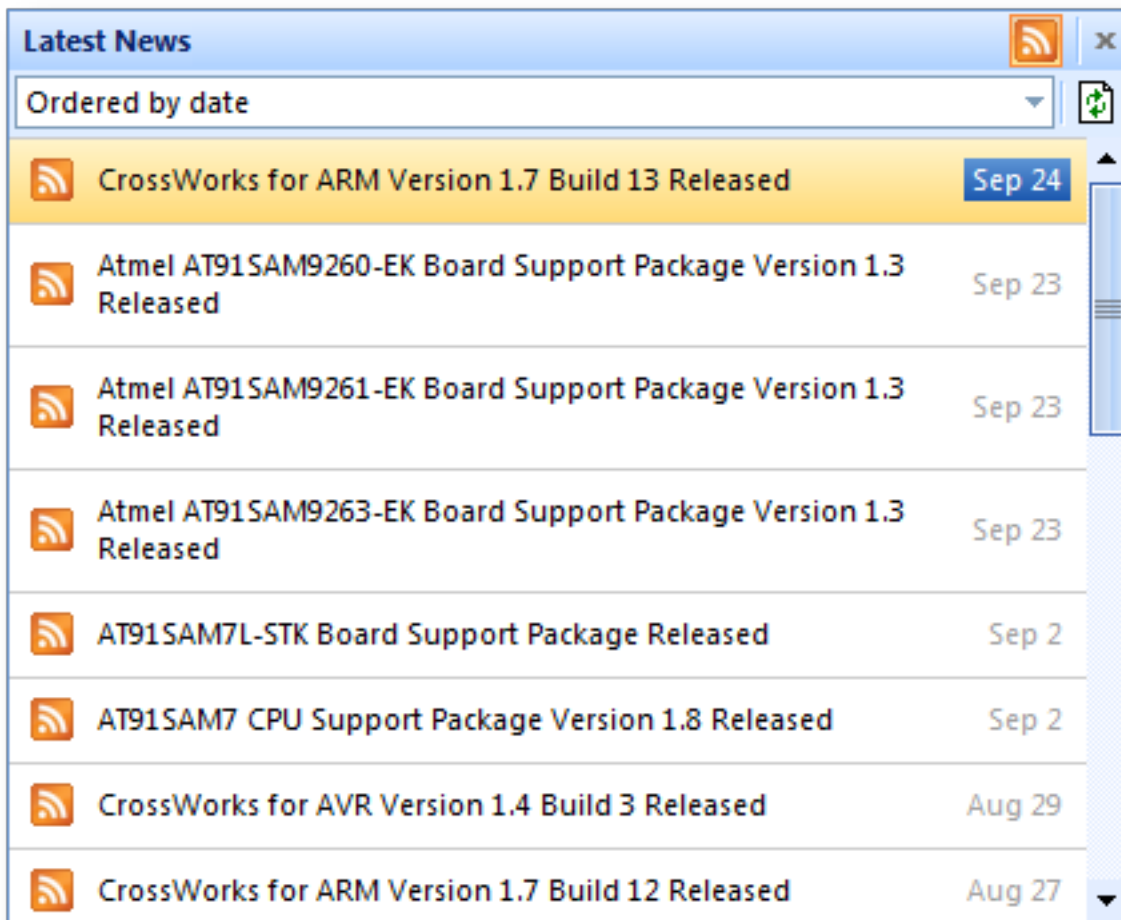 Latest News
Ordered by date
CrossWorks for ARM Version 1.7 Build 13 Released Sep 24
Atmel AT91SAM9260-EK Board Support Package Version 1.3
Released
Sep 23
Atmel AT91SAM9261-EK Board Support Package Version 1.3
Released
Sep 23
Atmel AT91SAM9263-EK Board Support Package Version 1.3
Released
Sep 23
AT91SAM7L-STK Board Support Package Released Sep 2
AT91SAM7 CPU Support Package Version 1.8 Released Sep 2
CrossWorks for AVR Version 1.4 Build 3 Released Aug 29
CrossWorks for ARM Version 1.7 Build 12 Released Aug 27